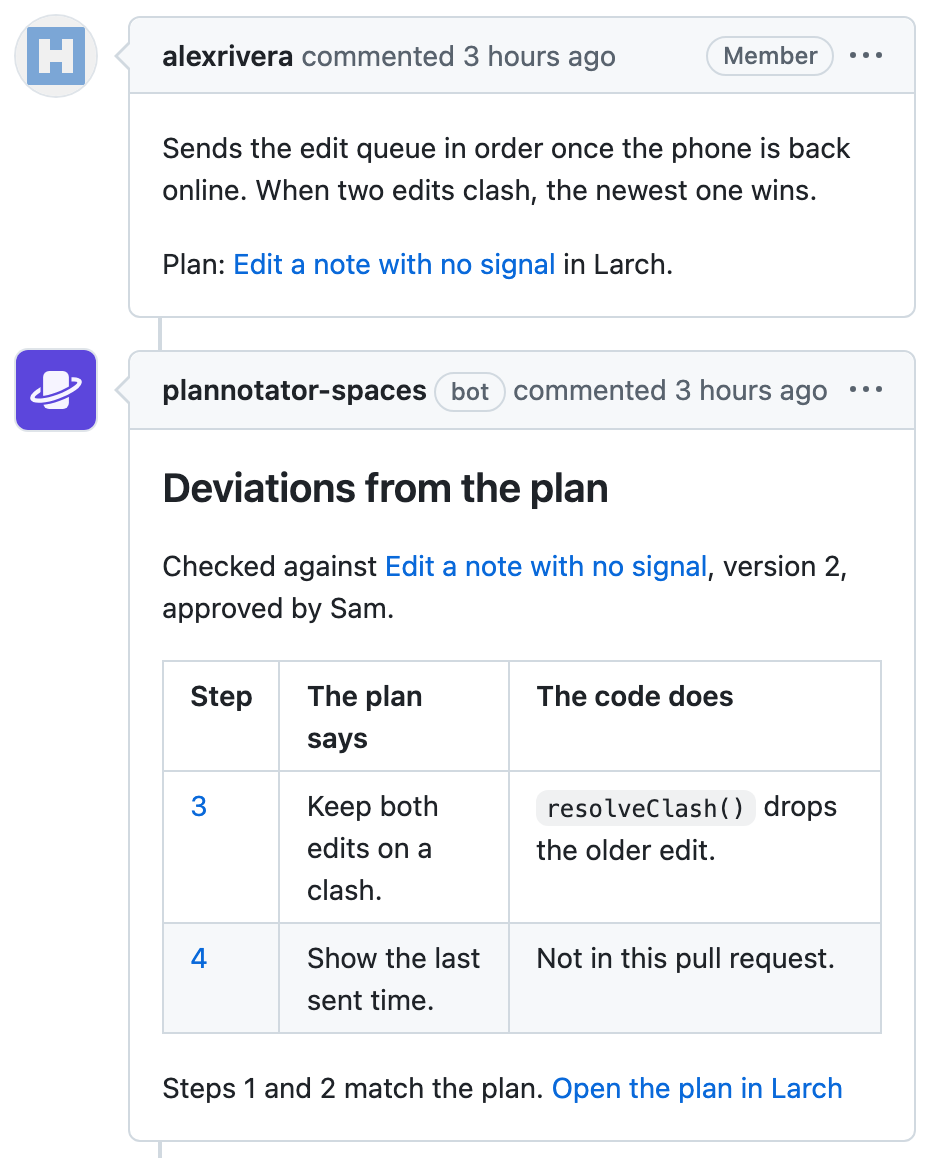 alexrivera commented 3 hours ago Member
Sends the edit queue in order once the phone is back
online. When two edits clash, the newest one wins.
Plan: Edit a note with no signal in Larch.
plannotator-spaces bot commented 3 hours ago
Deviations from the plan
Checked against Edit a note with no signal, version 2,
approved by Sam.
Step The plan says The code does
3 Keep both edits on a clash. resolveClash() drops the older edit.
4 Show the last sent time. Not in this pull request.
Steps 1 and 2 match the plan. Open the plan in Larch